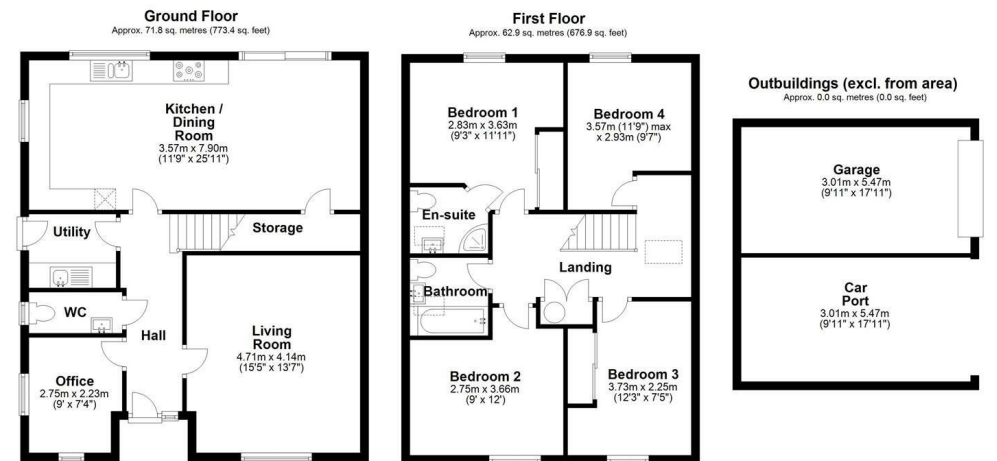 Ground Floor
Approx. 71.8 sq. metres (773.4 sq. feet)
Kitchen /
Dining
Room
3.57m x 7.90m
(11'9" x 25'11")
Utility
Storage
WC
Hall
Living
Room
4.71m x 4.14m
(15'5" x 13'7")
Office
2.75m x 2.23m
(9' x 7'4")
First Floor
Approx. 62.9 sq. metres (676.9 sq. feet)
Bedroom 1
2.83m x 3.63m
(9'3" x 11'11")
Bedroom 4
3.57m (11'9") max
x 2.93m (9'7")
En-suite
Landing
Bathroom
Bedroom 2
2.75m x 3.66m
(9' x 12')
Bedroom 3
3.73m x 2.25m
(12'3" x 7'5")
Outbuildings (excl. from area)
Approx. 0.0 sq. metres (0.0 sq. feet)
Garage
3.01m x 5.47m
(9'11" x 17'11")
Car
Port
3.01m x 5.47m
(9'11" x 17'11")